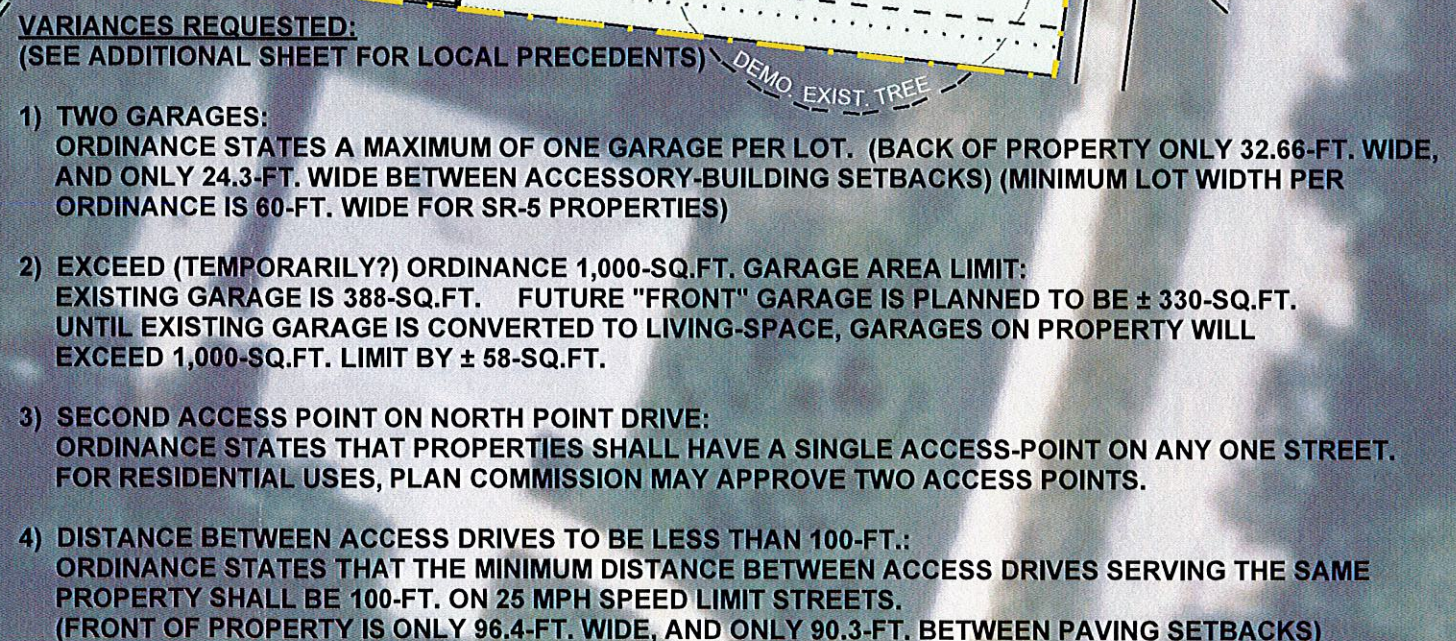 VARIANCES REQUESTED:
(SEE ADDITIONAL SHEET FOR LOCAL PRECEDENTS)
DEMO. EXIST. TREE
1) TWO GARAGES:
ORDINANCE STATES A MAXIMUM OF ONE GARAGE PER LOT. (BACK OF PROPERTY ONLY 32.66-FT. WIDE,
AND ONLY 24.3-FT. WIDE BETWEEN ACCESSORY-BUILDING SETBACKS) (MINIMUM LOT WIDTH PER
ORDINANCE IS 60-FT. WIDE FOR SR-5 PROPERTIES)
2) EXCEED (TEMPORARILY?) ORDINANCE 1,000-SQ.FT. GARAGE AREA LIMIT:
EXISTING GARAGE IS 388-SQ.FT. FUTURE "FRONT" GARAGE IS PLANNED TO BE ± 330-SQ.FT.
UNTIL EXISTING GARAGE IS CONVERTED TO LIVING-SPACE, GARAGES ON PROPERTY WILL
EXCEED 1,000-SQ.FT. LIMIT BY ± 58-SQ.FT.
3) SECOND ACCESS POINT ON NORTH POINT DRIVE:
ORDINANCE STATES THAT PROPERTIES SHALL HAVE A SINGLE ACCESS-POINT ON ANY ONE STREET.
FOR RESIDENTIAL USES, PLAN COMMISSION MAY APPROVE TWO ACCESS POINTS.
4) DISTANCE BETWEEN ACCESS DRIVES TO BE LESS THAN 100-FT.:
ORDINANCE STATES THAT THE MINIMUM DISTANCE BETWEEN ACCESS DRIVES SERVING THE SAME
PROPERTY SHALL BE 100-FT. ON 25 MPH SPEED LIMIT STREETS.
(FRONT OF PROPERTY IS ONLY 96.4-FT. WIDE, AND ONLY 90.3-FT. BETWEEN PAVING SETBACKS)